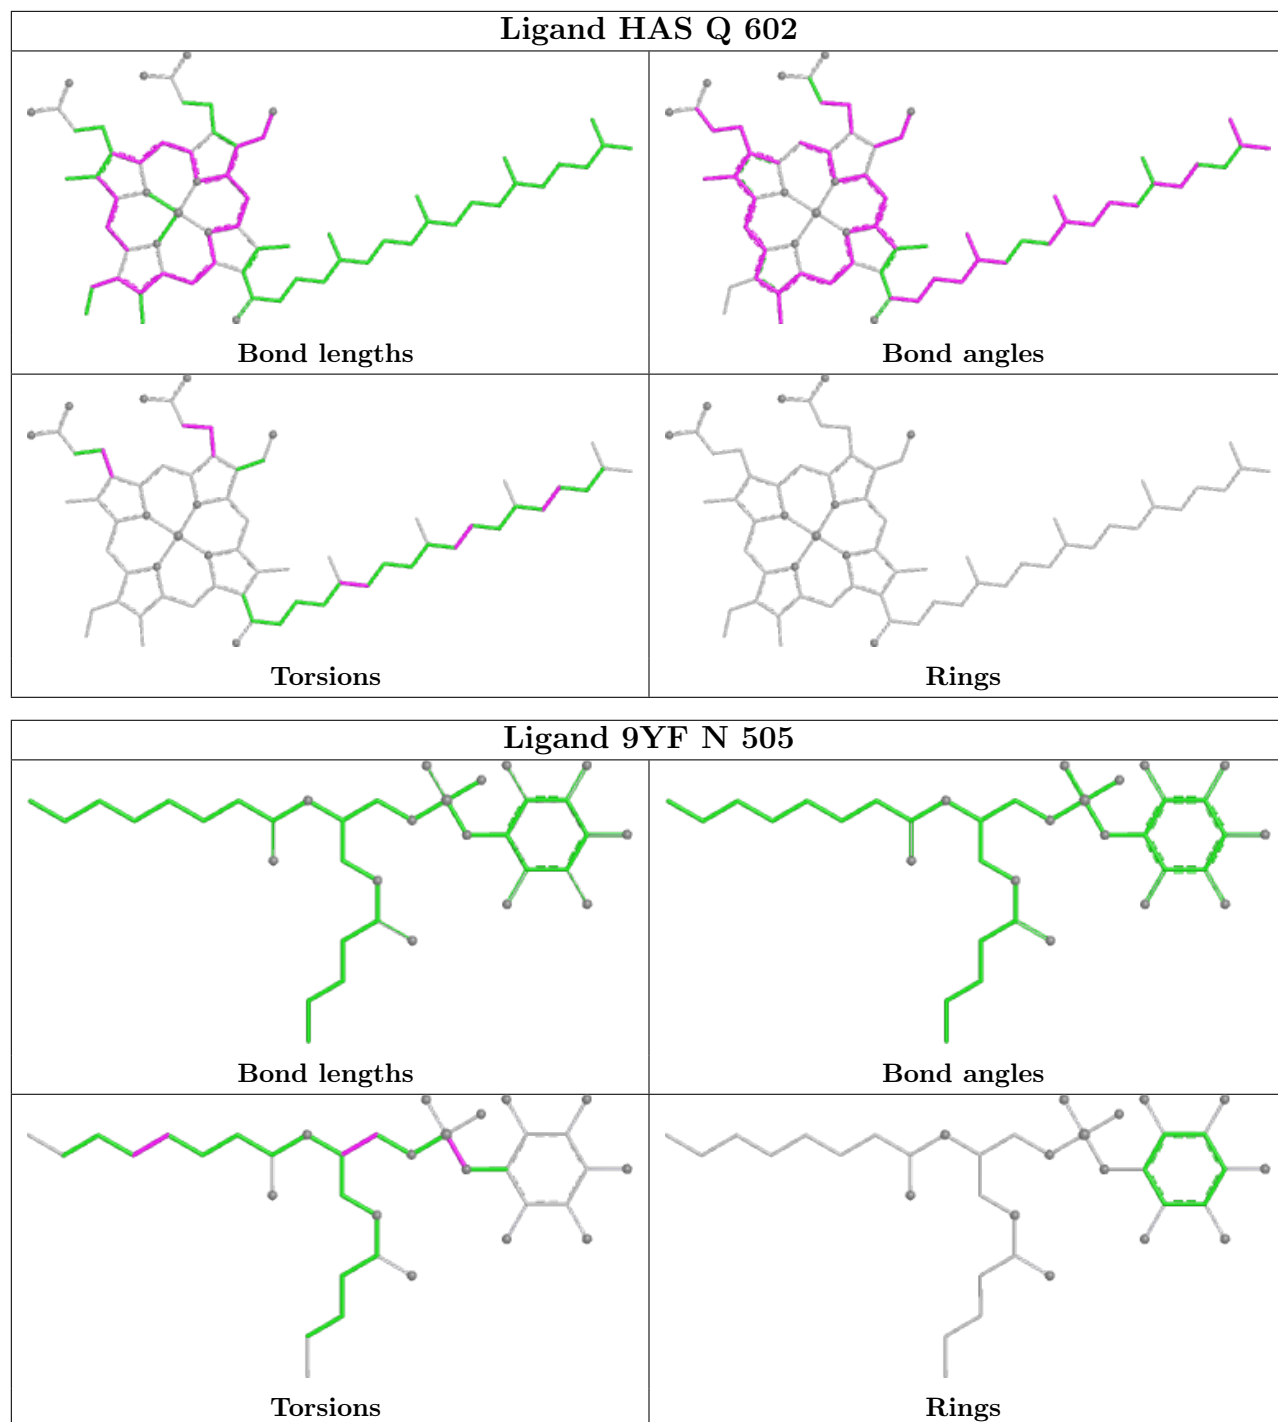 Ligand HAS Q 602
Bond lengths
Bond angles
Torsions
Rings
Ligand 9YF N 505
Bond lengths
Bond angles
Torsions
Rings